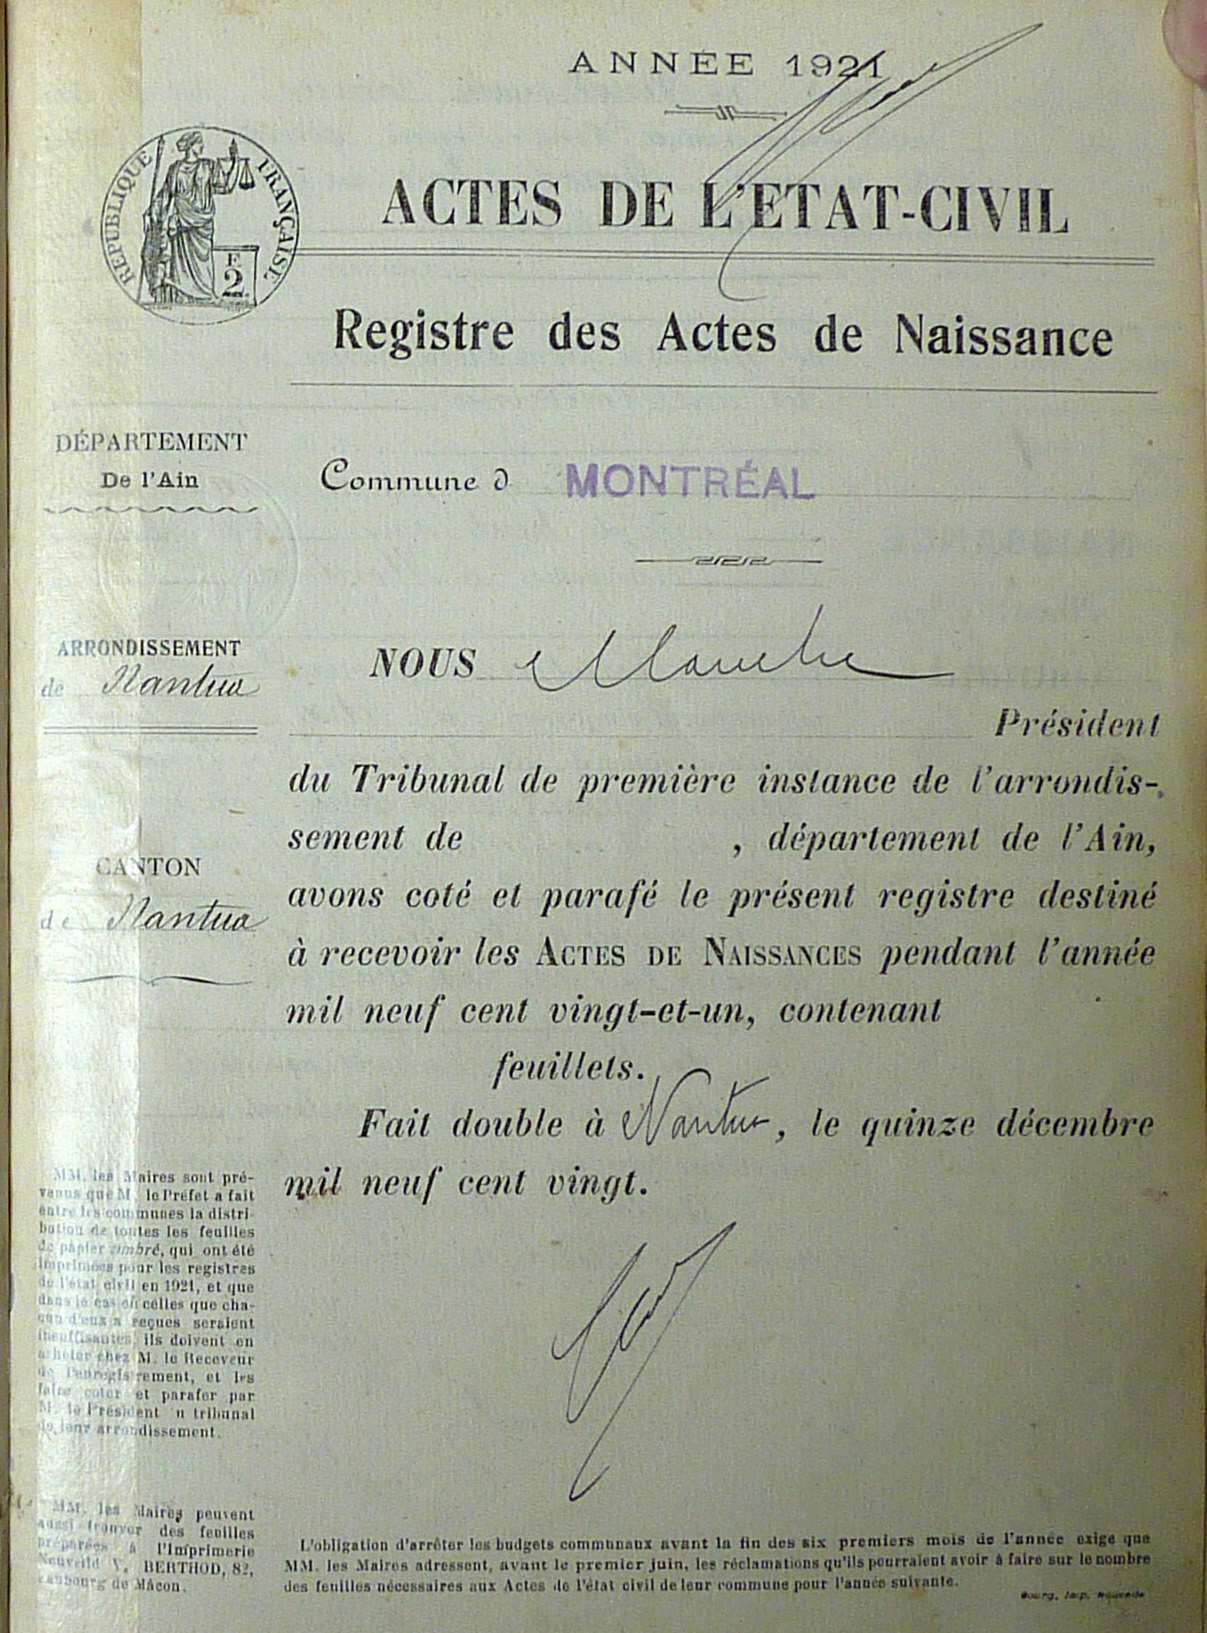 ANNÉE 1921
RÉPUBLIQUE FRANÇAISE
F.
2
ACTES DE L'ETAT-CIVIL
Registre des Actes de Naissance
DÉPARTEMENT
De l'Ain
Commune d MONTRÉAL
ARRONDISSEMENT
de Nantua
CANTON
de Nantua
NOUS
Président
du Tribunal de première instance de l'arrondis-
sement de , département de l'Ain,
avons coté et parafé le présent registre destiné
à recevoir les ACTES DE NAISSANCES pendant l'année
mil neuf cent vingt-et-un, contenant
feuillets.
Fait double à Nantua, le quinze décembre
mil neuf cent vingt.
MM. les Maires sont pré-
venus que M. le Préfet a fait
entre les communes la distri-
bution de toutes les feuilles
de papier timbré, qui ont été
imprimées pour les registres
de l'état civil en 1921, et que
dans le cas où celles que cha-
cun d'eux a reçues seraient
insuffisantes, ils doivent en
acheter chez M. le Receveur
de l'enregistrement, et les
faire coter et parafer par
M. le Président u tribunal
de leur arrondissement.
MM. les Maires peuvent
aussi trouver des feuilles
préparées à l'Imprimerie
V. BERTHOD, 82,
faubourg de Mâcon.
L'obligation d'arrêter les budgets communaux avant la fin des six premiers mois de l'année exige que
MM. les Maires adressent, avant le premier juin, les réclamations qu'ils pourraient avoir à faire sur le nombre
des feuilles nécessaires aux Actes de l'état civil de leur commune pour l'année suivante.
Bourg, Imp. Nouvelle